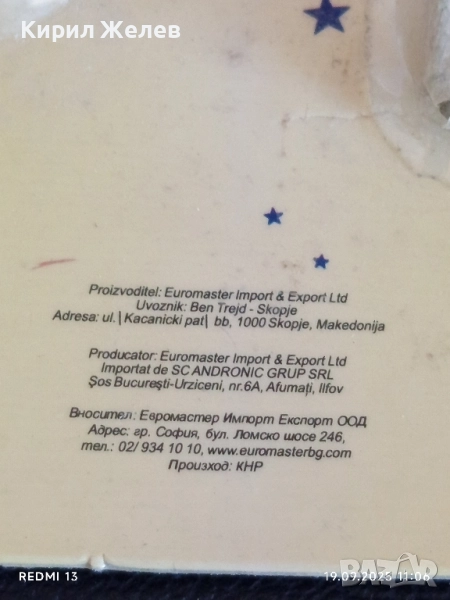 Кирил Желев
Proizvoditel: Euromaster Import & Export Ltd
Uvoznik: Ben Trejd - Skopje
Adresa: ul.\Kacanicki pat\ bb, 1000 Skopje, Makedonija
Producator: Euromaster Import & Export Ltd
Importat de SC ANDRONIC GRUP SRL
Şos Bucureşti-Urziceni, nr.6A, Afumaţi, Ilfov
Вносител: Евромастер Импорт Експорт ООД
Адрес: гр. София, бул. Ломско шосе 246,
тел.: 02/ 934 10 10, www.euromasterbg.com
Произход: КНР
REDMI 13
19.09.2025 11:06
BAZAR